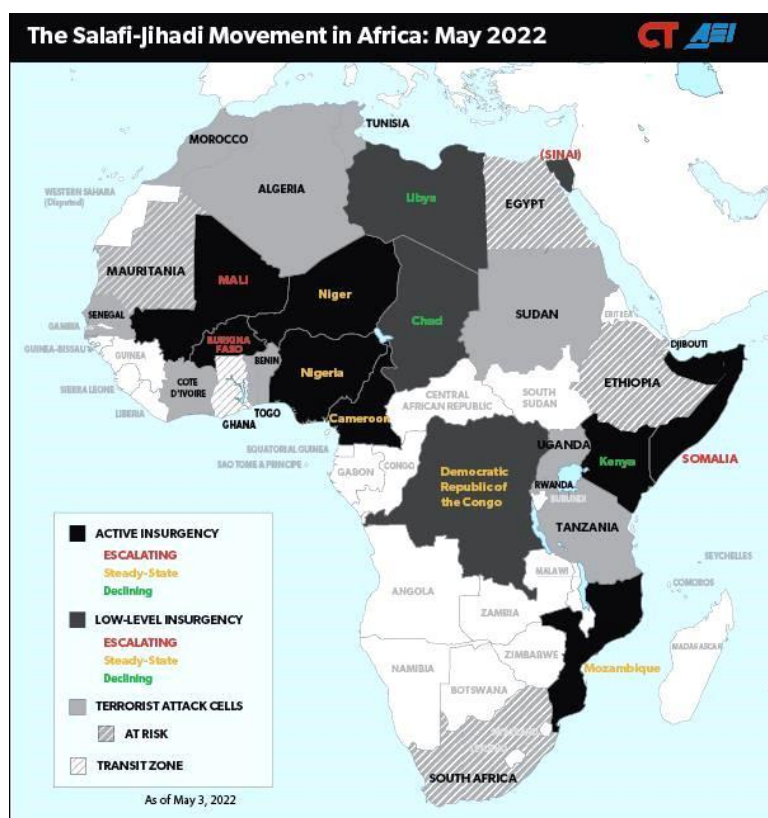 The Salafi-Jihadi Movement in Africa: May 2022
CT AEI
TUNISIA
MOROCCO
(SINAI)
ALGERIA
WESTERN SAHARA
(Disputed)
Libya
EGYPT
MAURITANIA
MALI
Niger
Chad
SUDAN
ERITREA
SENEGAL
GAMBIA
GUINEA-BISSAU
GUINEA
BURKINA
FASO
BENIN
Nigeria
DJIBOUTI
SIERRA LEONE
COTE
D'IVOIRE
LIBERIA
GHANA
TOGO
Cameroon
CENTRAL
AFRICAN REPUBLIC
SOUTH
SUDAN
ETHIOPIA
EQUATORIAL GUINEA
SAO TOME & PRINCIPE
GABON
CONGO
UGANDA
Kenya
SOMALIA
Democratic
Republic of
the Congo
RWANDA
BURUNDI
TANZANIA
SEYCHELLES
COMOROS
ANGOLA
MALAWI
ZAMBIA
MADAGASCAR
ZIMBABWE
Mozambique
NAMIBIA
BOTSWANA
SOUTH AFRICA
ACTIVE INSURGENCY
ESCALATING
Steady-State
Declining
LOW-LEVEL INSURGENCY
ESCALATING
Steady-State
Declining
TERRORIST ATTACK CELLS
AT RISK
TRANSIT ZONE
As of May 3, 2022